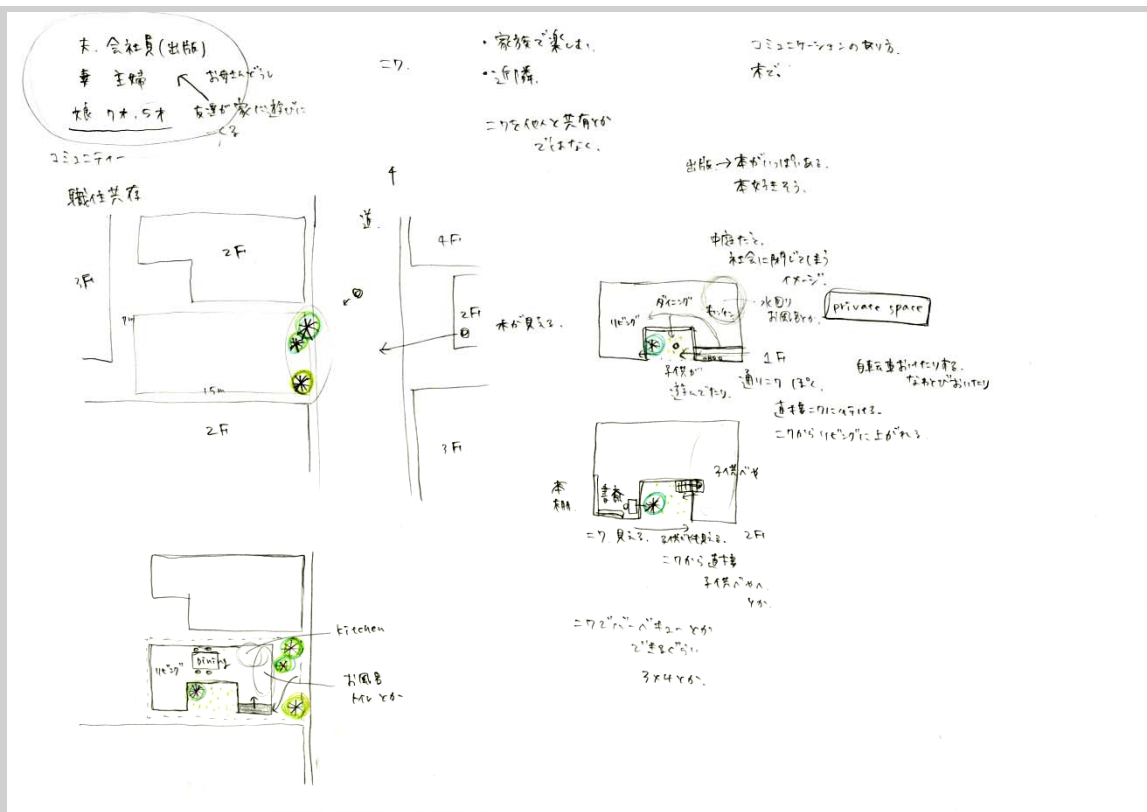 夫. 会社員(出版)
妻 主婦
お母さんどうし
娘 7才, 5才
友達が家に遊びに
くる
コミュニティー
職住共存
ニワ.
・家族で楽しむ.
・近隣.
ニワを他人と共有とか
ではなく.
コミュニケーションのあり方.
本で、
出版→本がいっぱいある.
本好きそう.
道.
2F
3F
7m
15m
2F
4F
2F
木が見える.
3F
中庭だと、
社会に閉じてしまう
イメージ.
リビング
ダイニング
キッチン
水回り
お風呂とか.
private space
1F
子供が
遊んでたり.
通りニワ ぽく、
自転車おけたりする.
なわとびおいたり
直接ニワに行ける.
ニワからリビングに上がれる.
本棚.
書斎
子供べや
ニワ 見える.
2F
ニワから直接
子供べやへ.
とか.
ニワでバーベキューとか
できるぐらい
3×4とか.
リビング
Dining
kitchen
お風呂
トイレとか